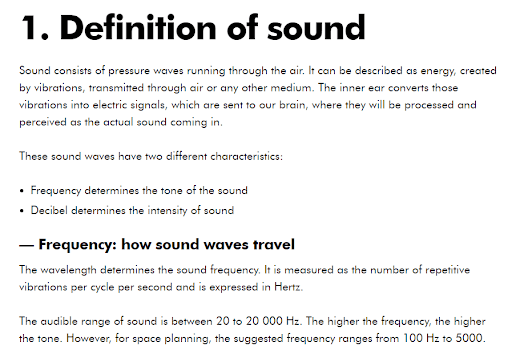 1. Definition of sound
Sound consists of pressure waves running through the air. It can be described as energy, created
by vibrations, transmitted through air or any other medium. The inner ear converts those
vibrations into electric signals, which are sent to our brain, where they will be processed and
perceived as the actual sound coming in.
These sound waves have two different characteristics:
• Frequency determines the tone of the sound
• Decibel determines the intensity of sound
— Frequency: how sound waves travel
The wavelength determines the sound frequency. It is measured as the number of repetitive
vibrations per cycle per second and is expressed in Hertz.
The audible range of sound is between 20 to 20 000 Hz. The higher the frequency, the higher
the tone. However, for space planning, the suggested frequency ranges from 100 Hz to 5000.